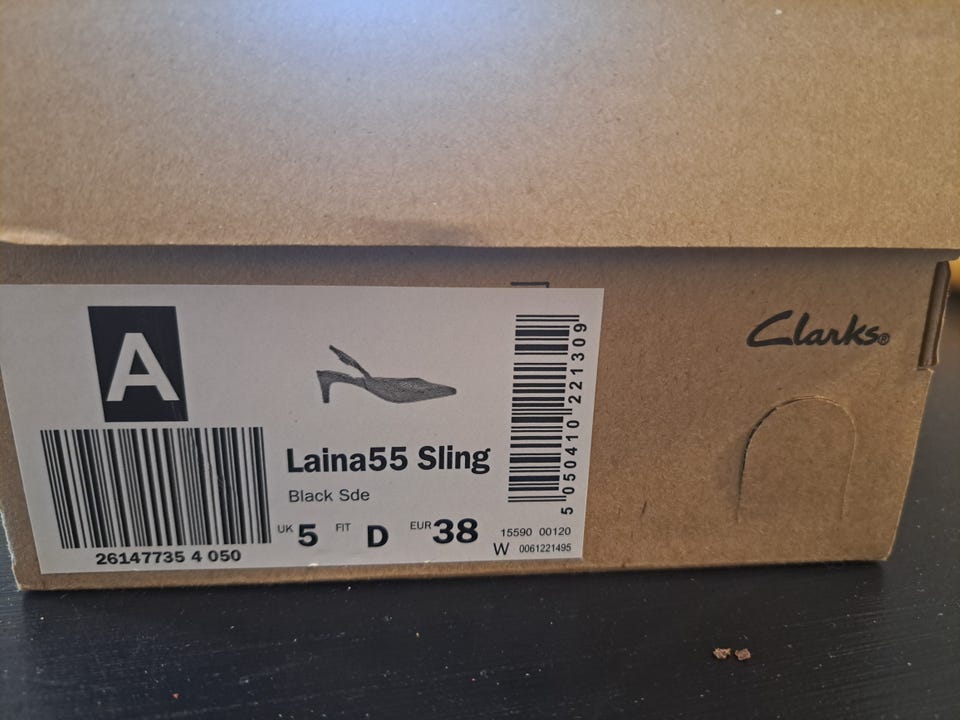 A
26147735 4 050
Laina55 Sling
Black Sde
UK 5 FIT D EUR 38
5 050410 221309
15590 00120
W 0061221495
Clarks®